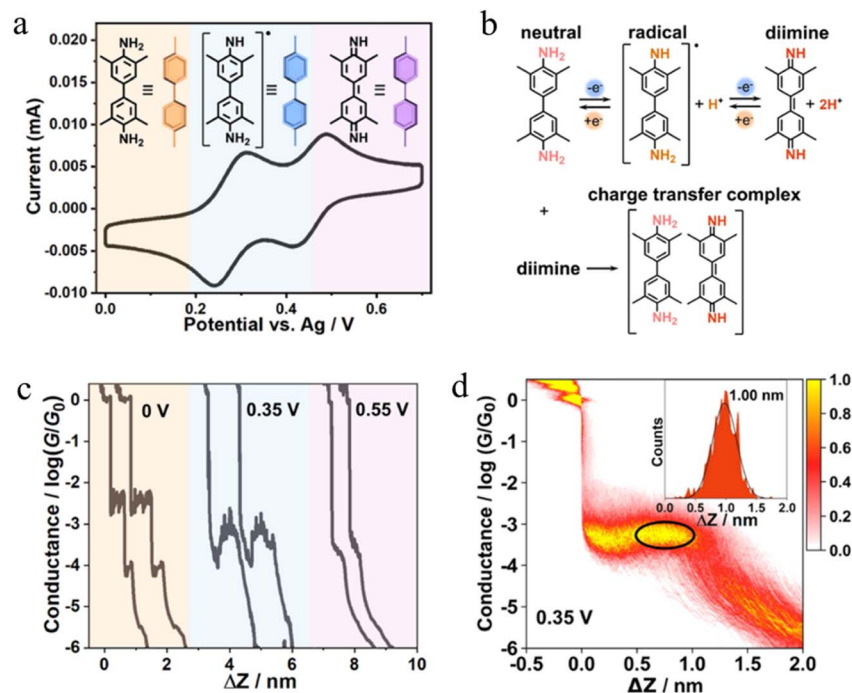 a
0.020
0.015
0.010
0.005
0.000
-0.005
-0.010
Current (mA)
NH₂
NH₂
NH
NH₂
•
NH
NH
≡
≡
≡
0.0
0.2
0.4
0.6
Potential vs. Ag / V
b
neutral
radical
diimine
NH₂
NH₂
-e⁻
+e⁻
NH
NH₂
•
+ H⁺
-e⁻
+e⁻
NH
NH
+ 2H⁺
+
diimine
charge transfer complex
NH₂
NH
NH₂
NH
c
0 V
0.35 V
0.55 V
0
-1
-2
-3
-4
-5
-6
Conductance / log(G/G₀)
0
2
4
6
8
10
ΔZ / nm
d
0
-1
-2
-3
-4
-5
-6
Conductance / log (G/G₀)
0.35 V
Counts
1.00 nm
0.0
0.5
1.0
1.5
2.0
ΔZ / nm
-0.5
0.0
0.5
1.0
1.5
2.0
ΔZ / nm
1.0
0.8
0.6
0.4
0.2
0.0